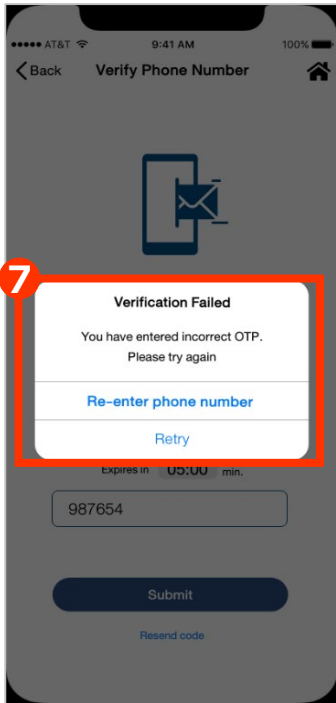 AT&T 9:41 AM 100%
Back Verify Phone Number
7
Verification Failed
You have entered incorrect OTP.
Please try again
Re-enter phone number
Retry
Expires in 05:00 min.
987654
Submit
Resend code